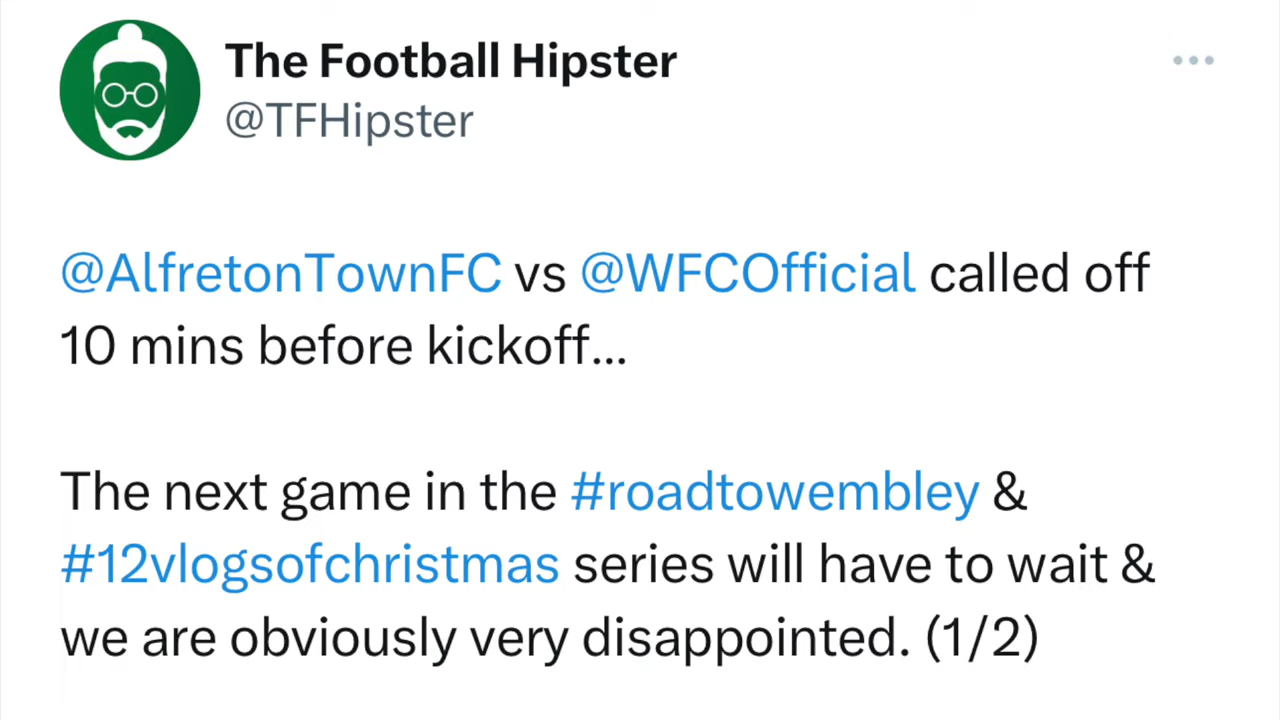 The Football Hipster
@TFHipster
@AlfretonTownFC vs @WFCOfficial called off
10 mins before kickoff...
The next game in the #roadtowembley &
#12vlogsofchristmas series will have to wait &
we are obviously very disappointed. (1/2)